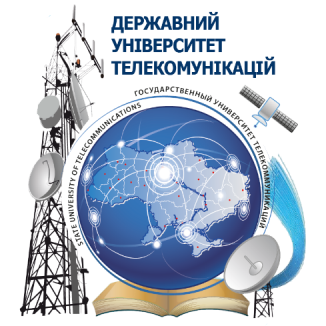 ДЕРЖАВНИЙ
УНІВЕРСИТЕТ
ТЕЛЕКОМУНІКАЦІЙ
STATE UNIVERSITY OF TELECOMMUNICATIONS
ГОСУДАРСТВЕННЫЙ УНИВЕРСИТЕТ ТЕЛЕКОММУНИКАЦИЙ